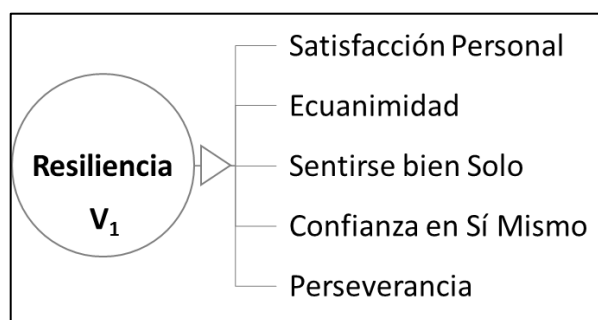 Resiliencia
V₁
Satisfacción Personal
Ecuanimidad
Sentirse bien Solo
Confianza en Sí Mismo
Perseverancia